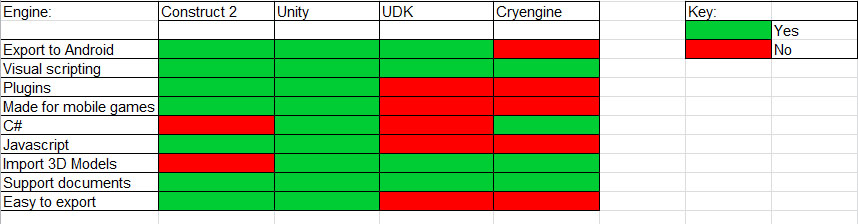 Engine: Construct 2 Unity UDK Cryengine Key:
Yes
Export to Android No
Visual scripting
Plugins
Made for mobile games
C#
Javascript
Import 3D Models
Support documents
Easy to export